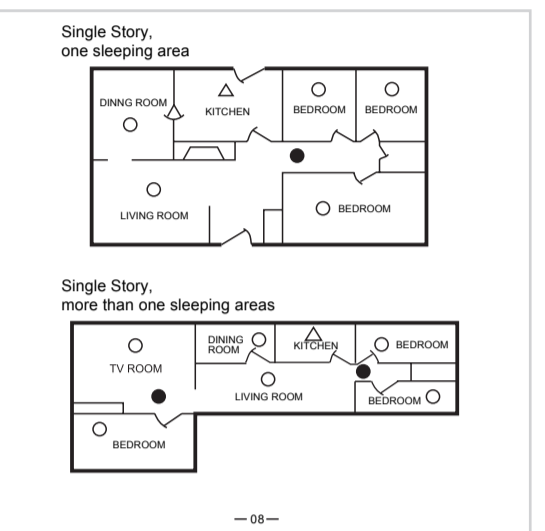 Single Story,
one sleeping area
DINNG ROOM
KITCHEN
BEDROOM
BEDROOM
LIVING ROOM
BEDROOM
Single Story,
more than one sleeping areas
TV ROOM
DINING
ROOM
KITCHEN
BEDROOM
LIVING ROOM
BEDROOM
BEDROOM
— 08 —